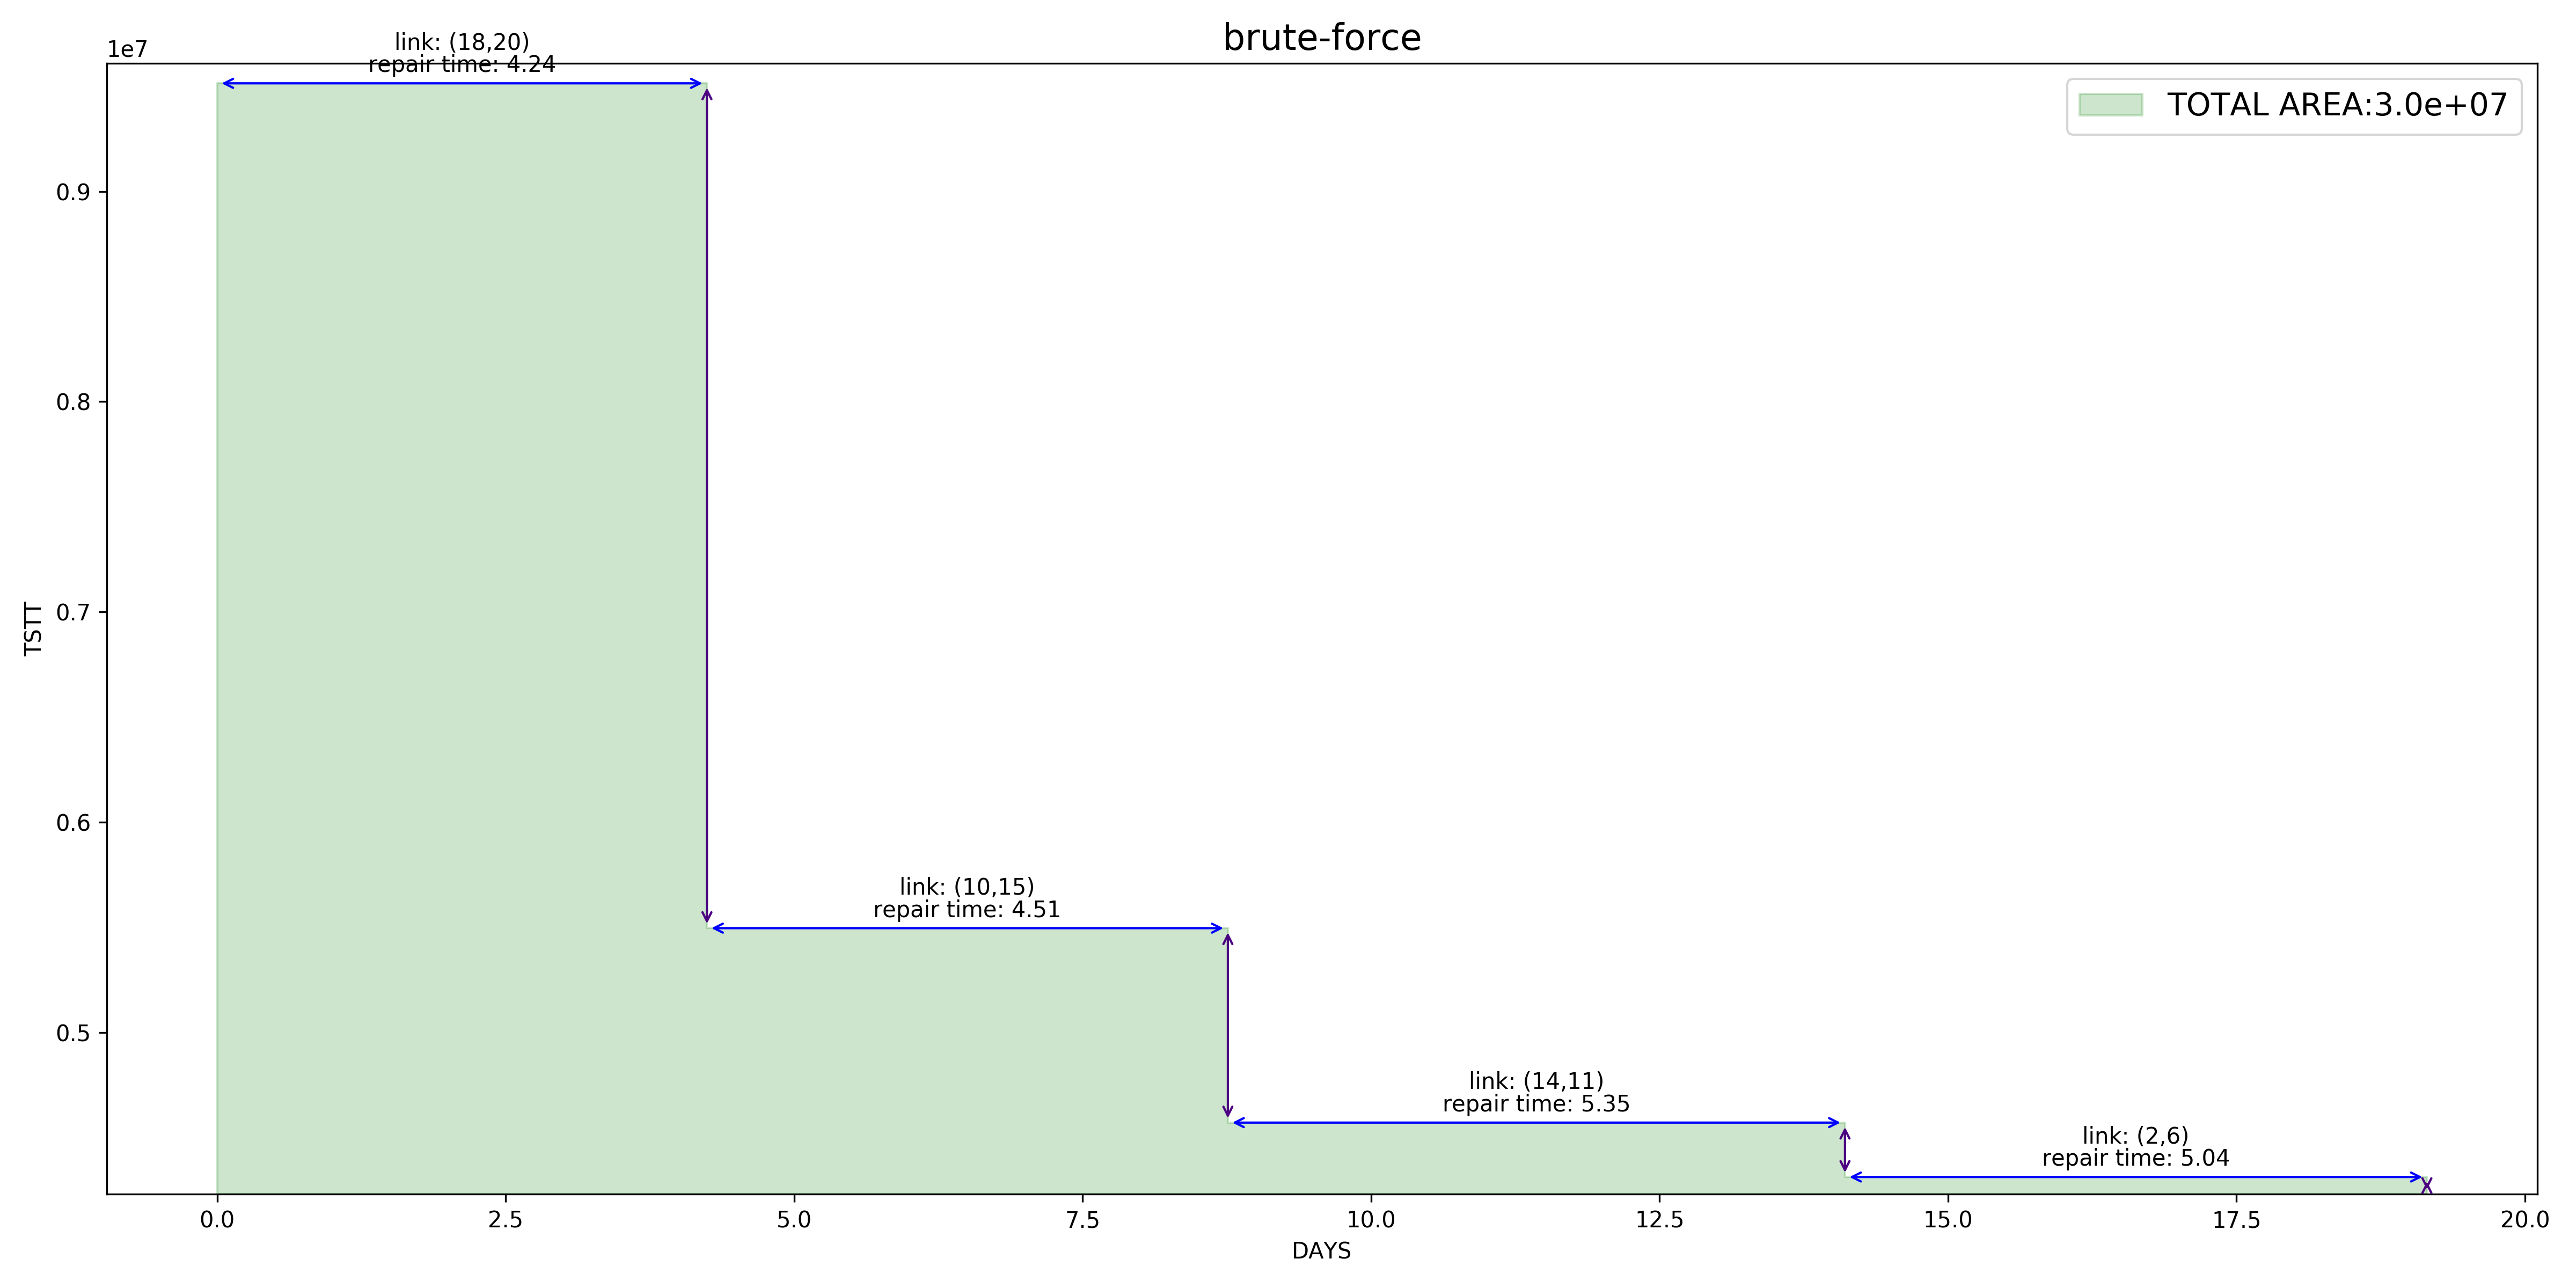 brute-force
1e7
link: (18,20)
repair time: 4.24
TOTAL AREA:3.0e+07
0.9
0.8
0.7
0.6
0.5
TSTT
link: (10,15)
repair time: 4.51
link: (14,11)
repair time: 5.35
link: (2,6)
repair time: 5.04
0.0 2.5 5.0 7.5 10.0 12.5 15.0 17.5 20.0
DAYS